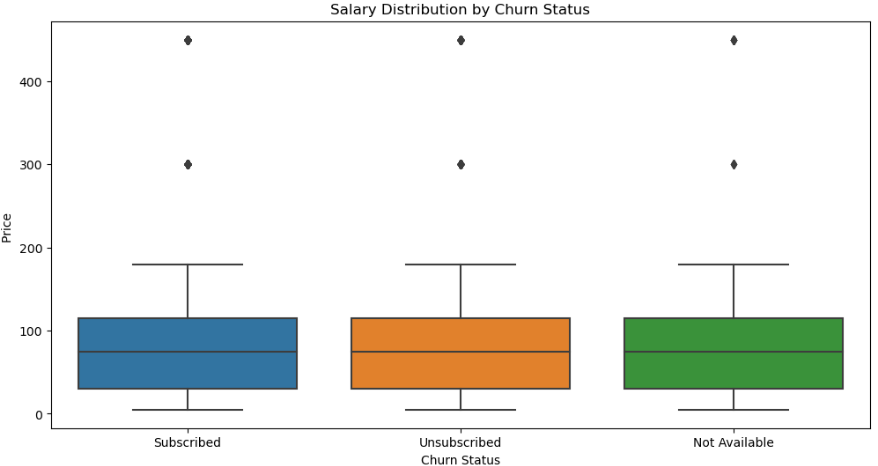 Salary Distribution by Churn Status
Price
400
300
200
100
0
Subscribed
Unsubscribed
Not Available
Churn Status